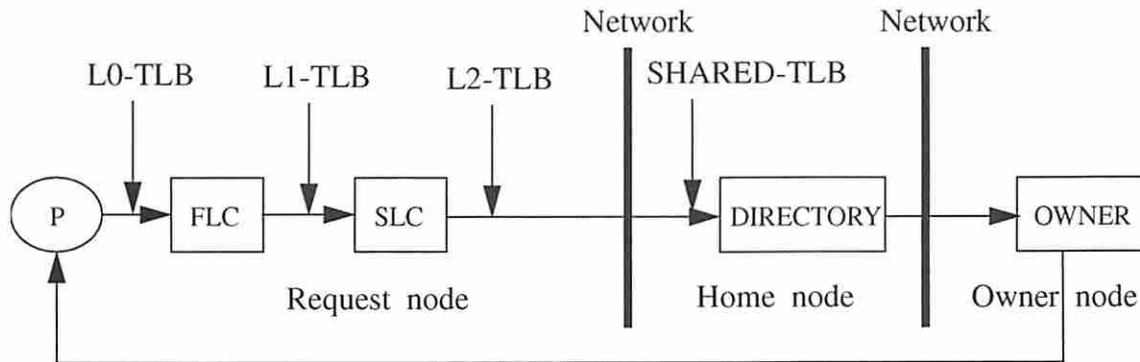 Network
Network
L0-TLB
L1-TLB
L2-TLB
SHARED-TLB
P
FLC
SLC
DIRECTORY
OWNER
Request node
Home node
Owner node